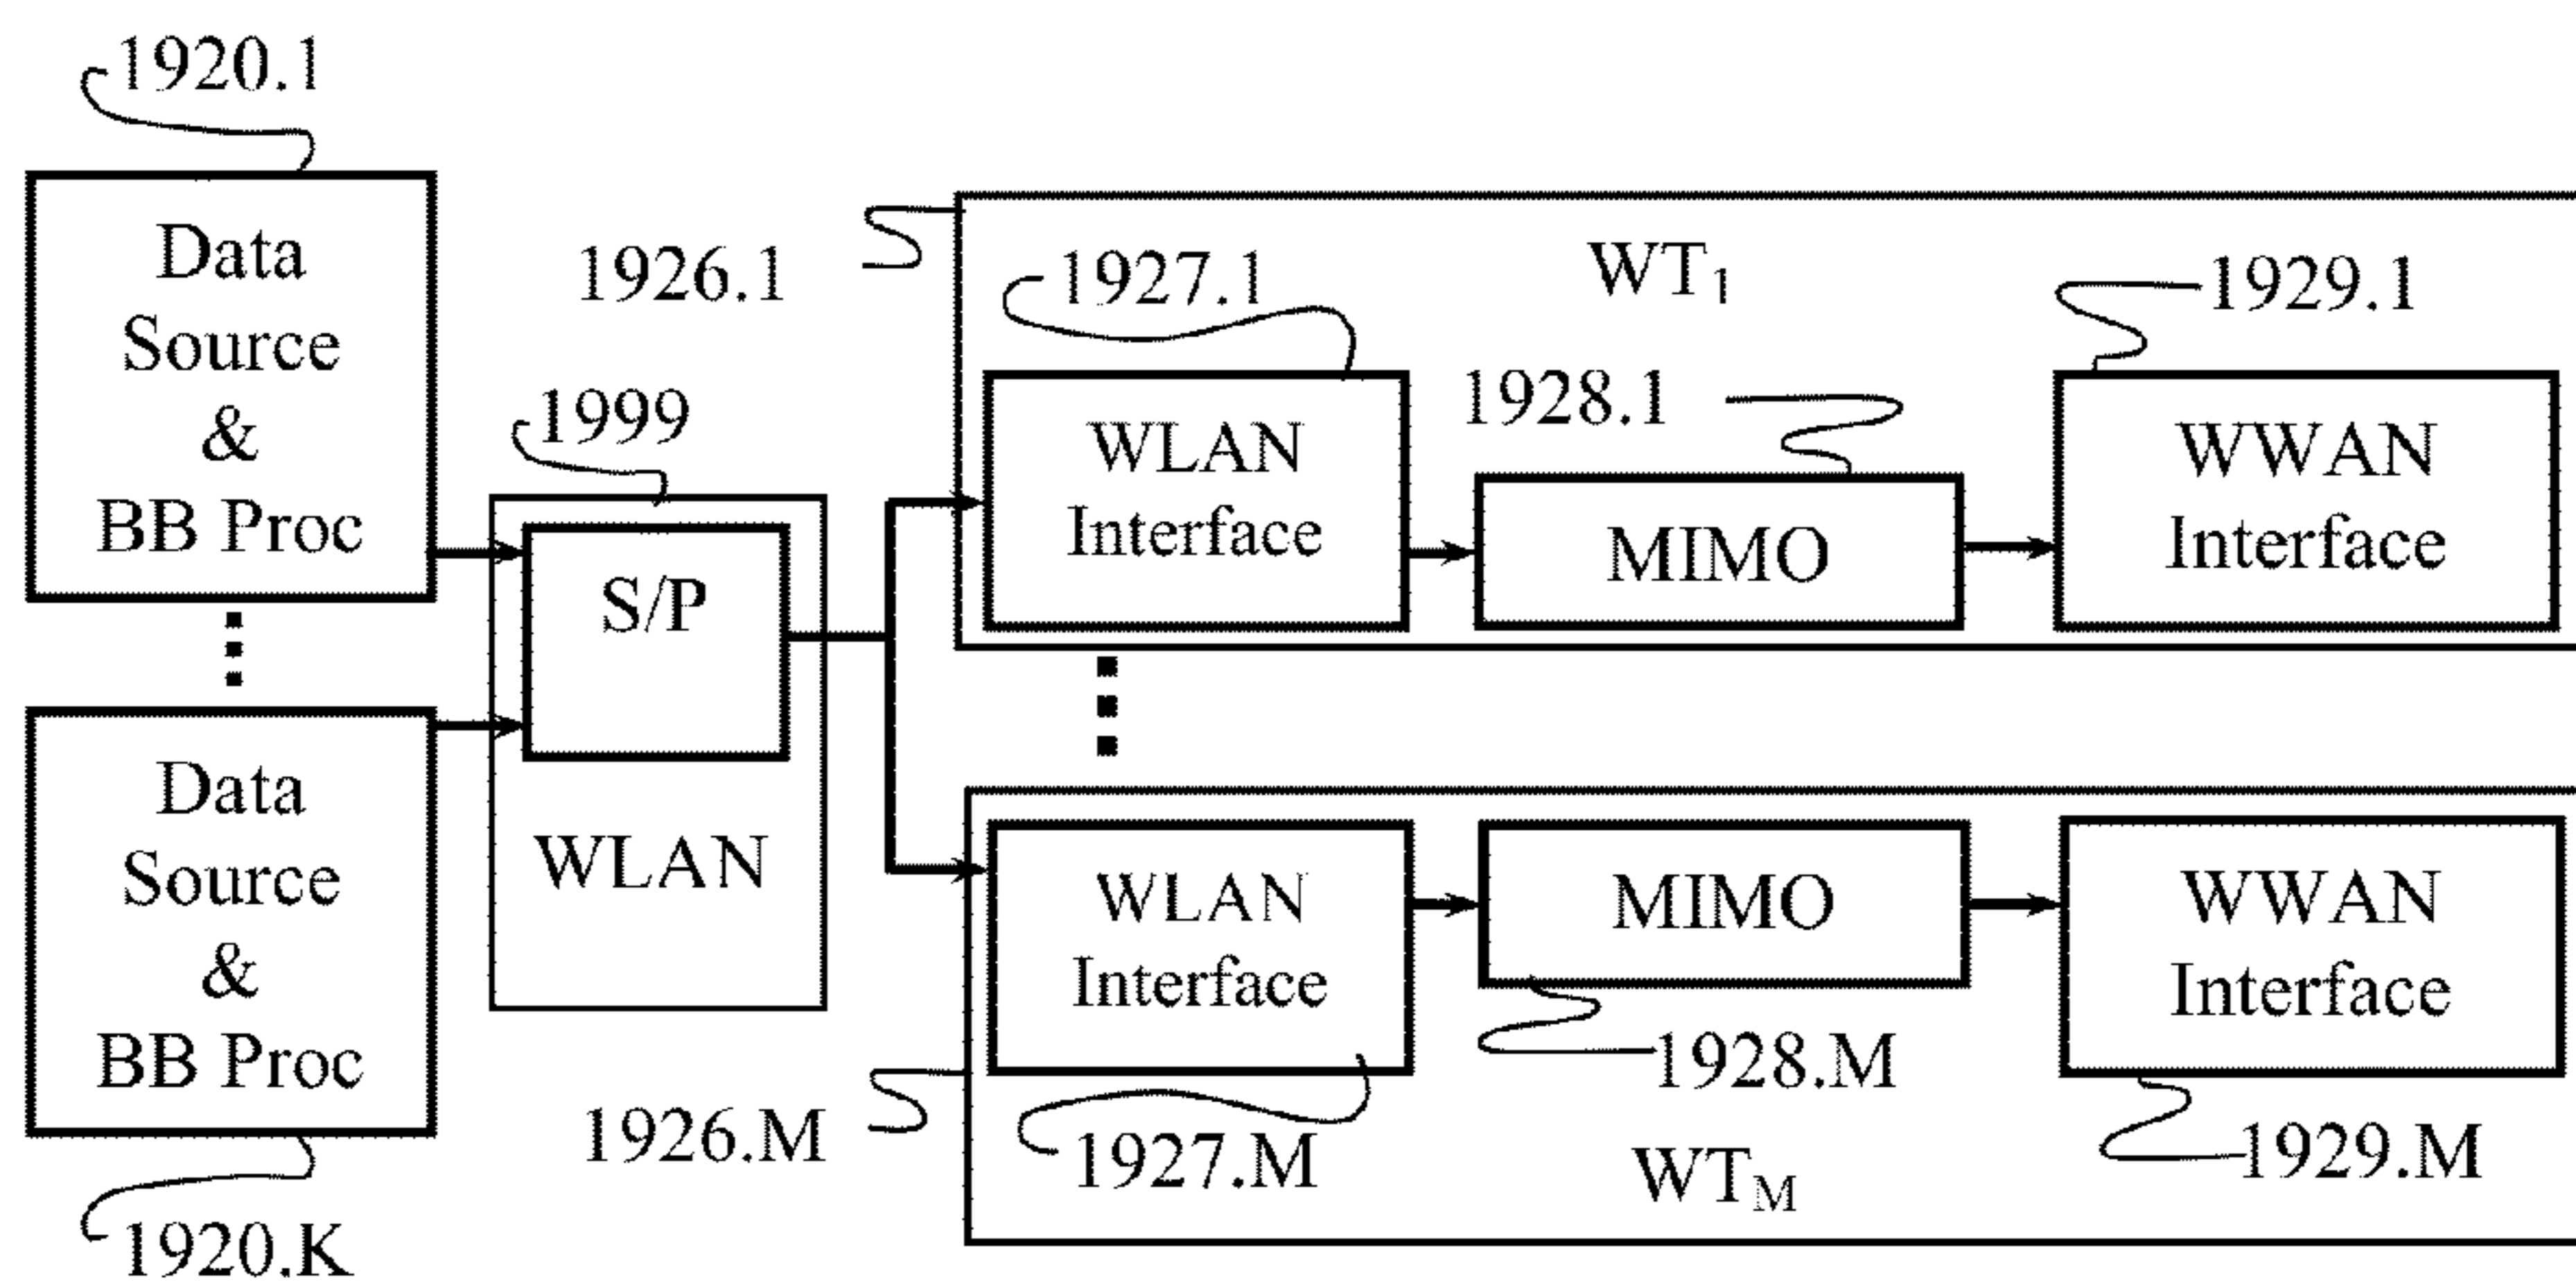 1920.1
Data
Source
&
BB Proc
1926.1
WT1
1927.1
1929.1
1928.1
1999
WLAN
Interface
MIMO
WWAN
Interface
S/P
WLAN
Data
Source
&
BB Proc
WLAN
Interface
MIMO
WWAN
Interface
1928.M
1926.M
1927.M
WTM
1929.M
1920.K